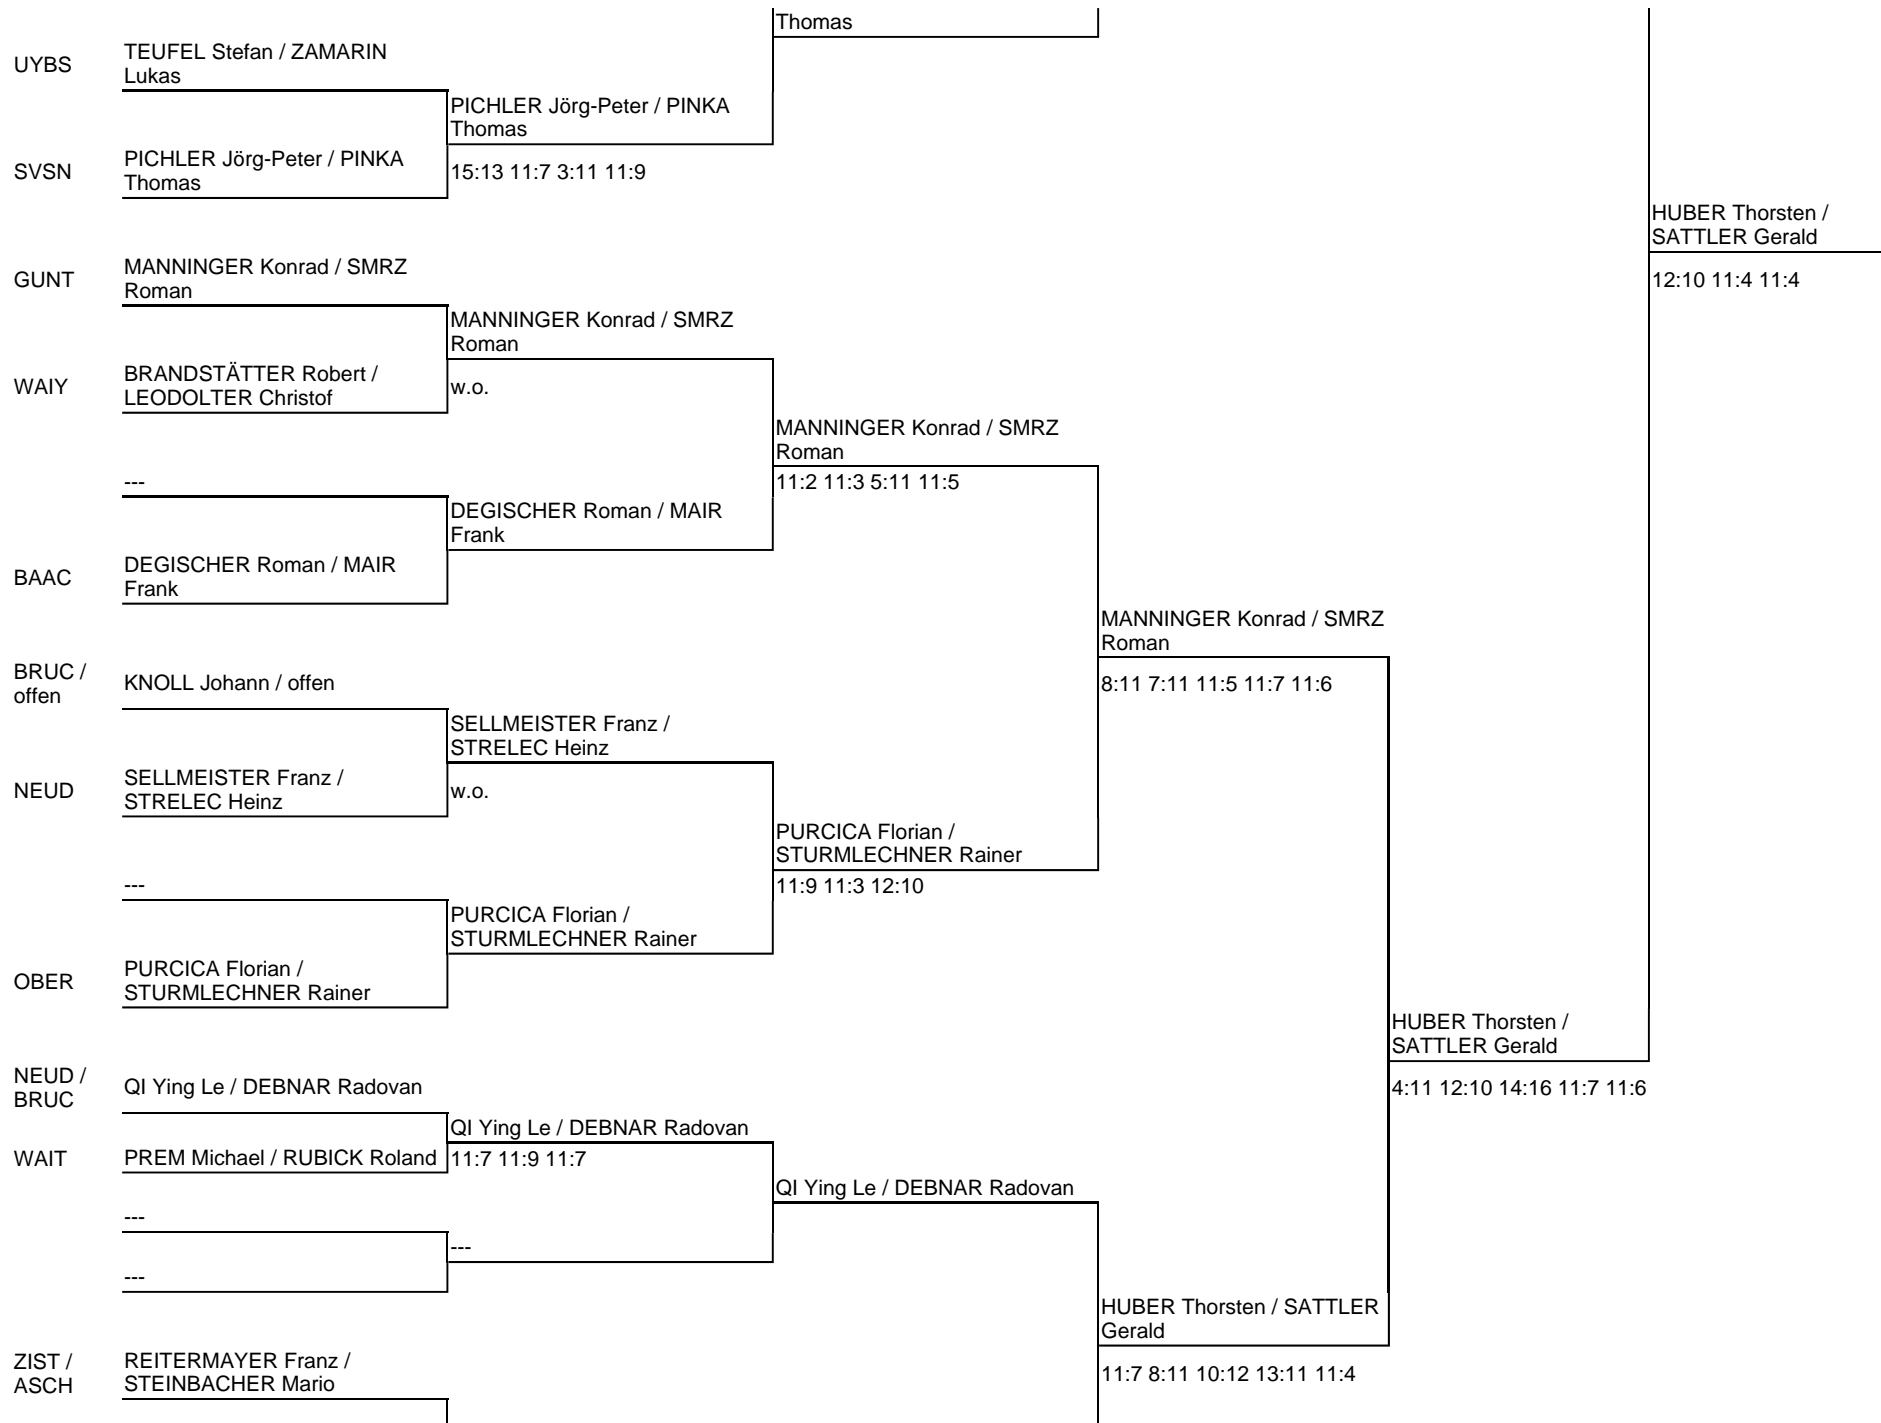 Thomas
UYBS
TEUFEL Stefan / ZAMARIN
Lukas
PICHLER Jörg-Peter / PINKA
Thomas
SVSN
PICHLER Jörg-Peter / PINKA
Thomas
15:13 11:7 3:11 11:9
HUBER Thorsten /
SATTLER Gerald
12:10 11:4 11:4
GUNT
MANNINGER Konrad / SMRZ
Roman
MANNINGER Konrad / SMRZ
Roman
WAIY
BRANDSTÄTTER Robert /
LEODOLTER Christof
w.o.
MANNINGER Konrad / SMRZ
Roman
11:2 11:3 5:11 11:5
---
DEGISCHER Roman / MAIR
Frank
BAAC
DEGISCHER Roman / MAIR
Frank
MANNINGER Konrad / SMRZ
Roman
8:11 7:11 11:5 11:7 11:6
BRUC /
offen
KNOLL Johann / offen
SELLMEISTER Franz /
STRELEC Heinz
NEUD
SELLMEISTER Franz /
STRELEC Heinz
w.o.
PURCICA Florian /
STURMLECHNER Rainer
11:9 11:3 12:10
---
PURCICA Florian /
STURMLECHNER Rainer
OBER
PURCICA Florian /
STURMLECHNER Rainer
HUBER Thorsten /
SATTLER Gerald
4:11 12:10 14:16 11:7 11:6
NEUD /
BRUC
QI Ying Le / DEBNAR Radovan
QI Ying Le / DEBNAR Radovan
WAIT
PREM Michael / RUBICK Roland
11:7 11:9 11:7
QI Ying Le / DEBNAR Radovan
---
---
---
HUBER Thorsten / SATTLER
Gerald
11:7 8:11 10:12 13:11 11:4
ZIST /
ASCH
REITERMAYER Franz /
STEINBACHER Mario